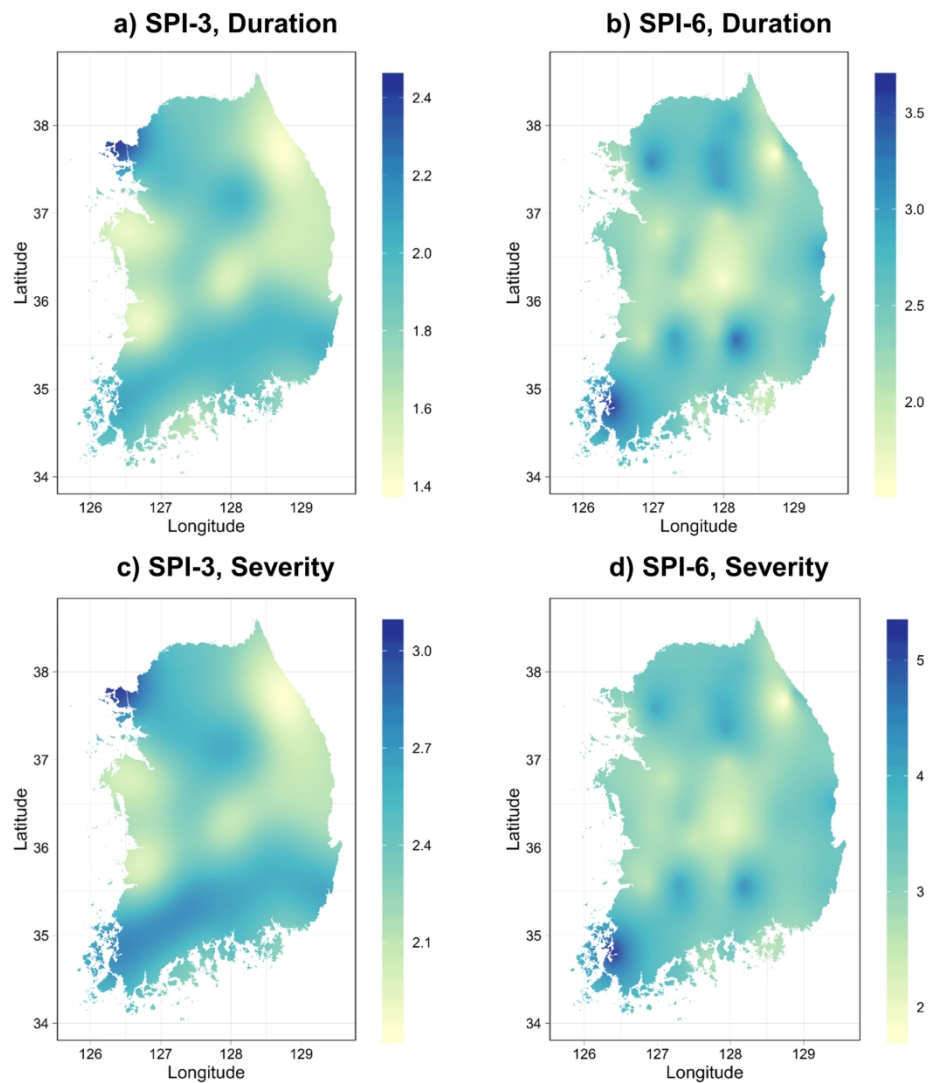 a) SPI-3, Duration
Latitude
38
37
36
35
34
126 127 128 129
Longitude
2.4
2.2
2.0
1.8
1.6
1.4
b) SPI-6, Duration
Latitude
38
37
36
35
34
126 127 128 129
Longitude
3.5
3.0
2.5
2.0
c) SPI-3, Severity
Latitude
38
37
36
35
34
126 127 128 129
Longitude
3.0
2.7
2.4
2.1
d) SPI-6, Severity
Latitude
38
37
36
35
34
126 127 128 129
Longitude
5
4
3
2